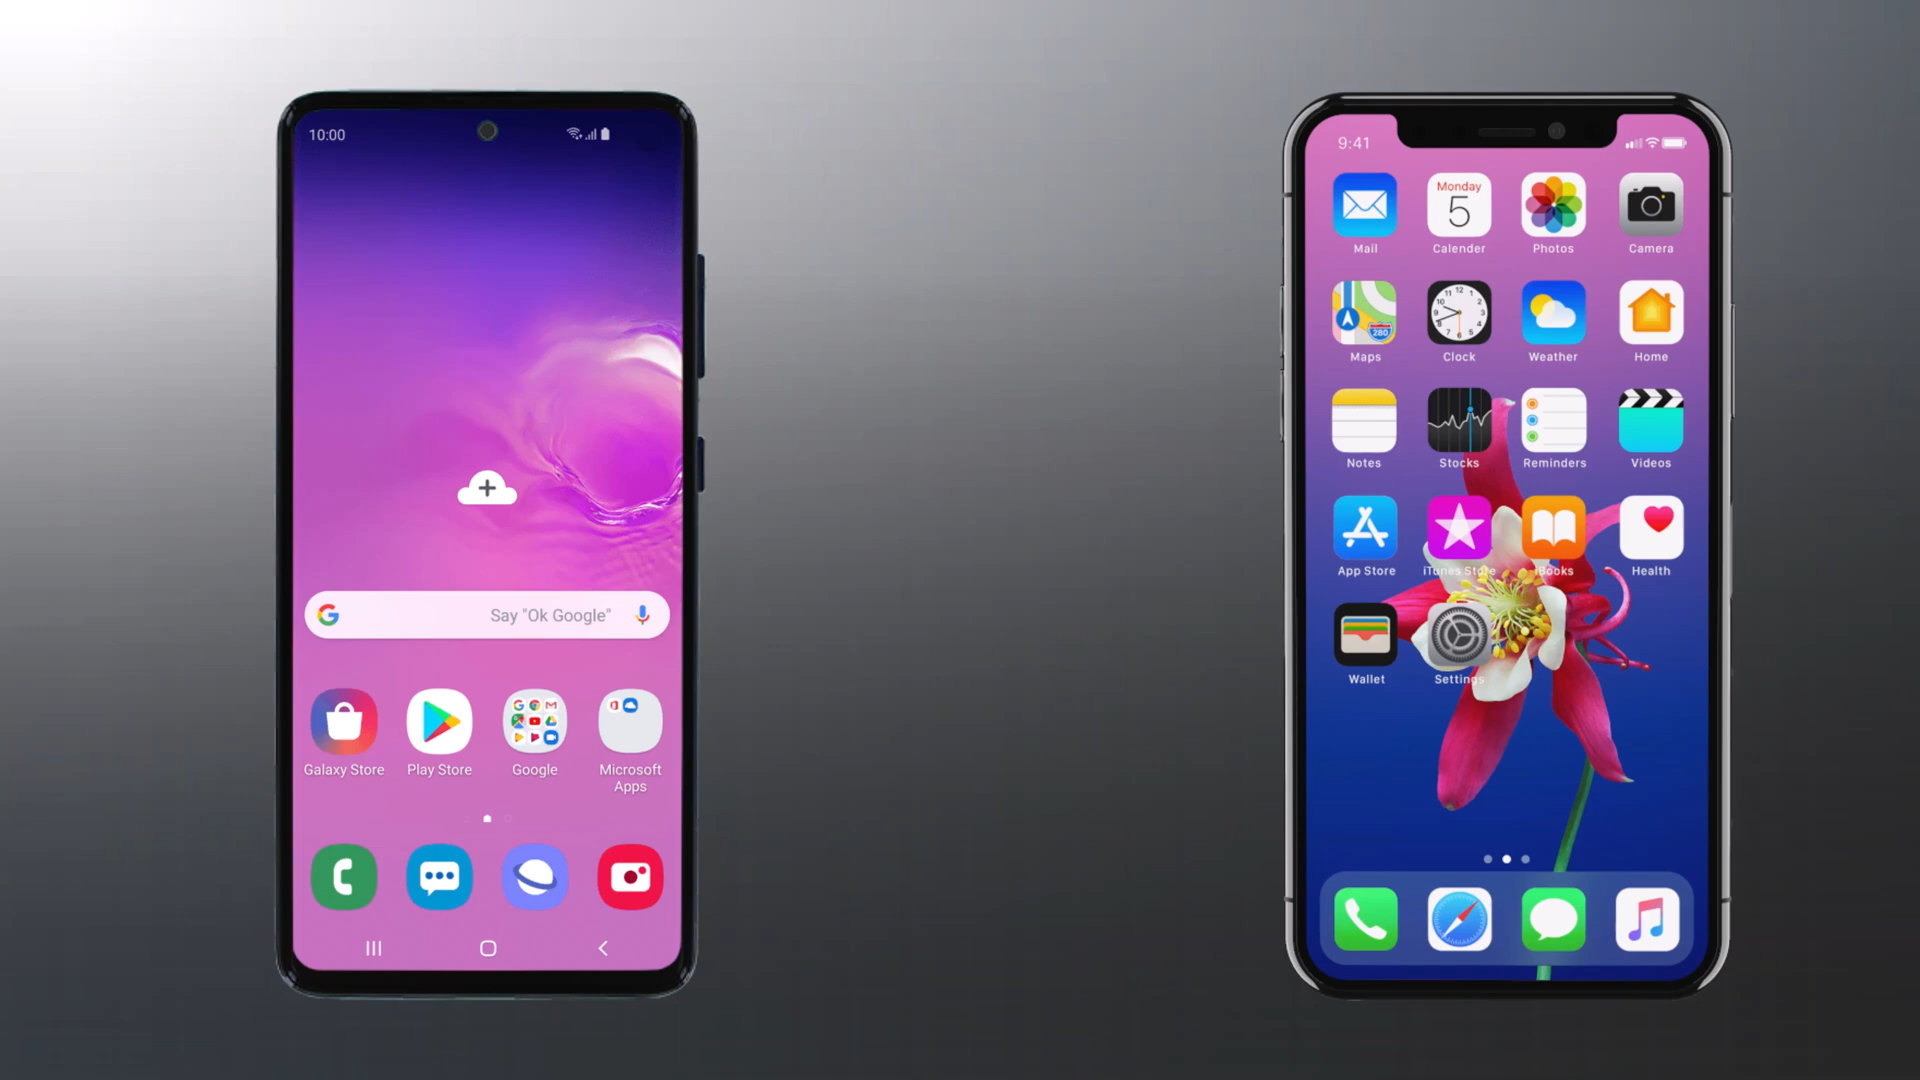 10:00
Say "Ok Google"
Galaxy Store
Play Store
Google
Microsoft
Apps
9:41
Monday
5
Mail
Calender
Photos
Camera
280
Maps
Clock
Weather
Home
Notes
Stocks
Reminders
Videos
App Store
iTunes Store
iBooks
Health
Wallet
Settings